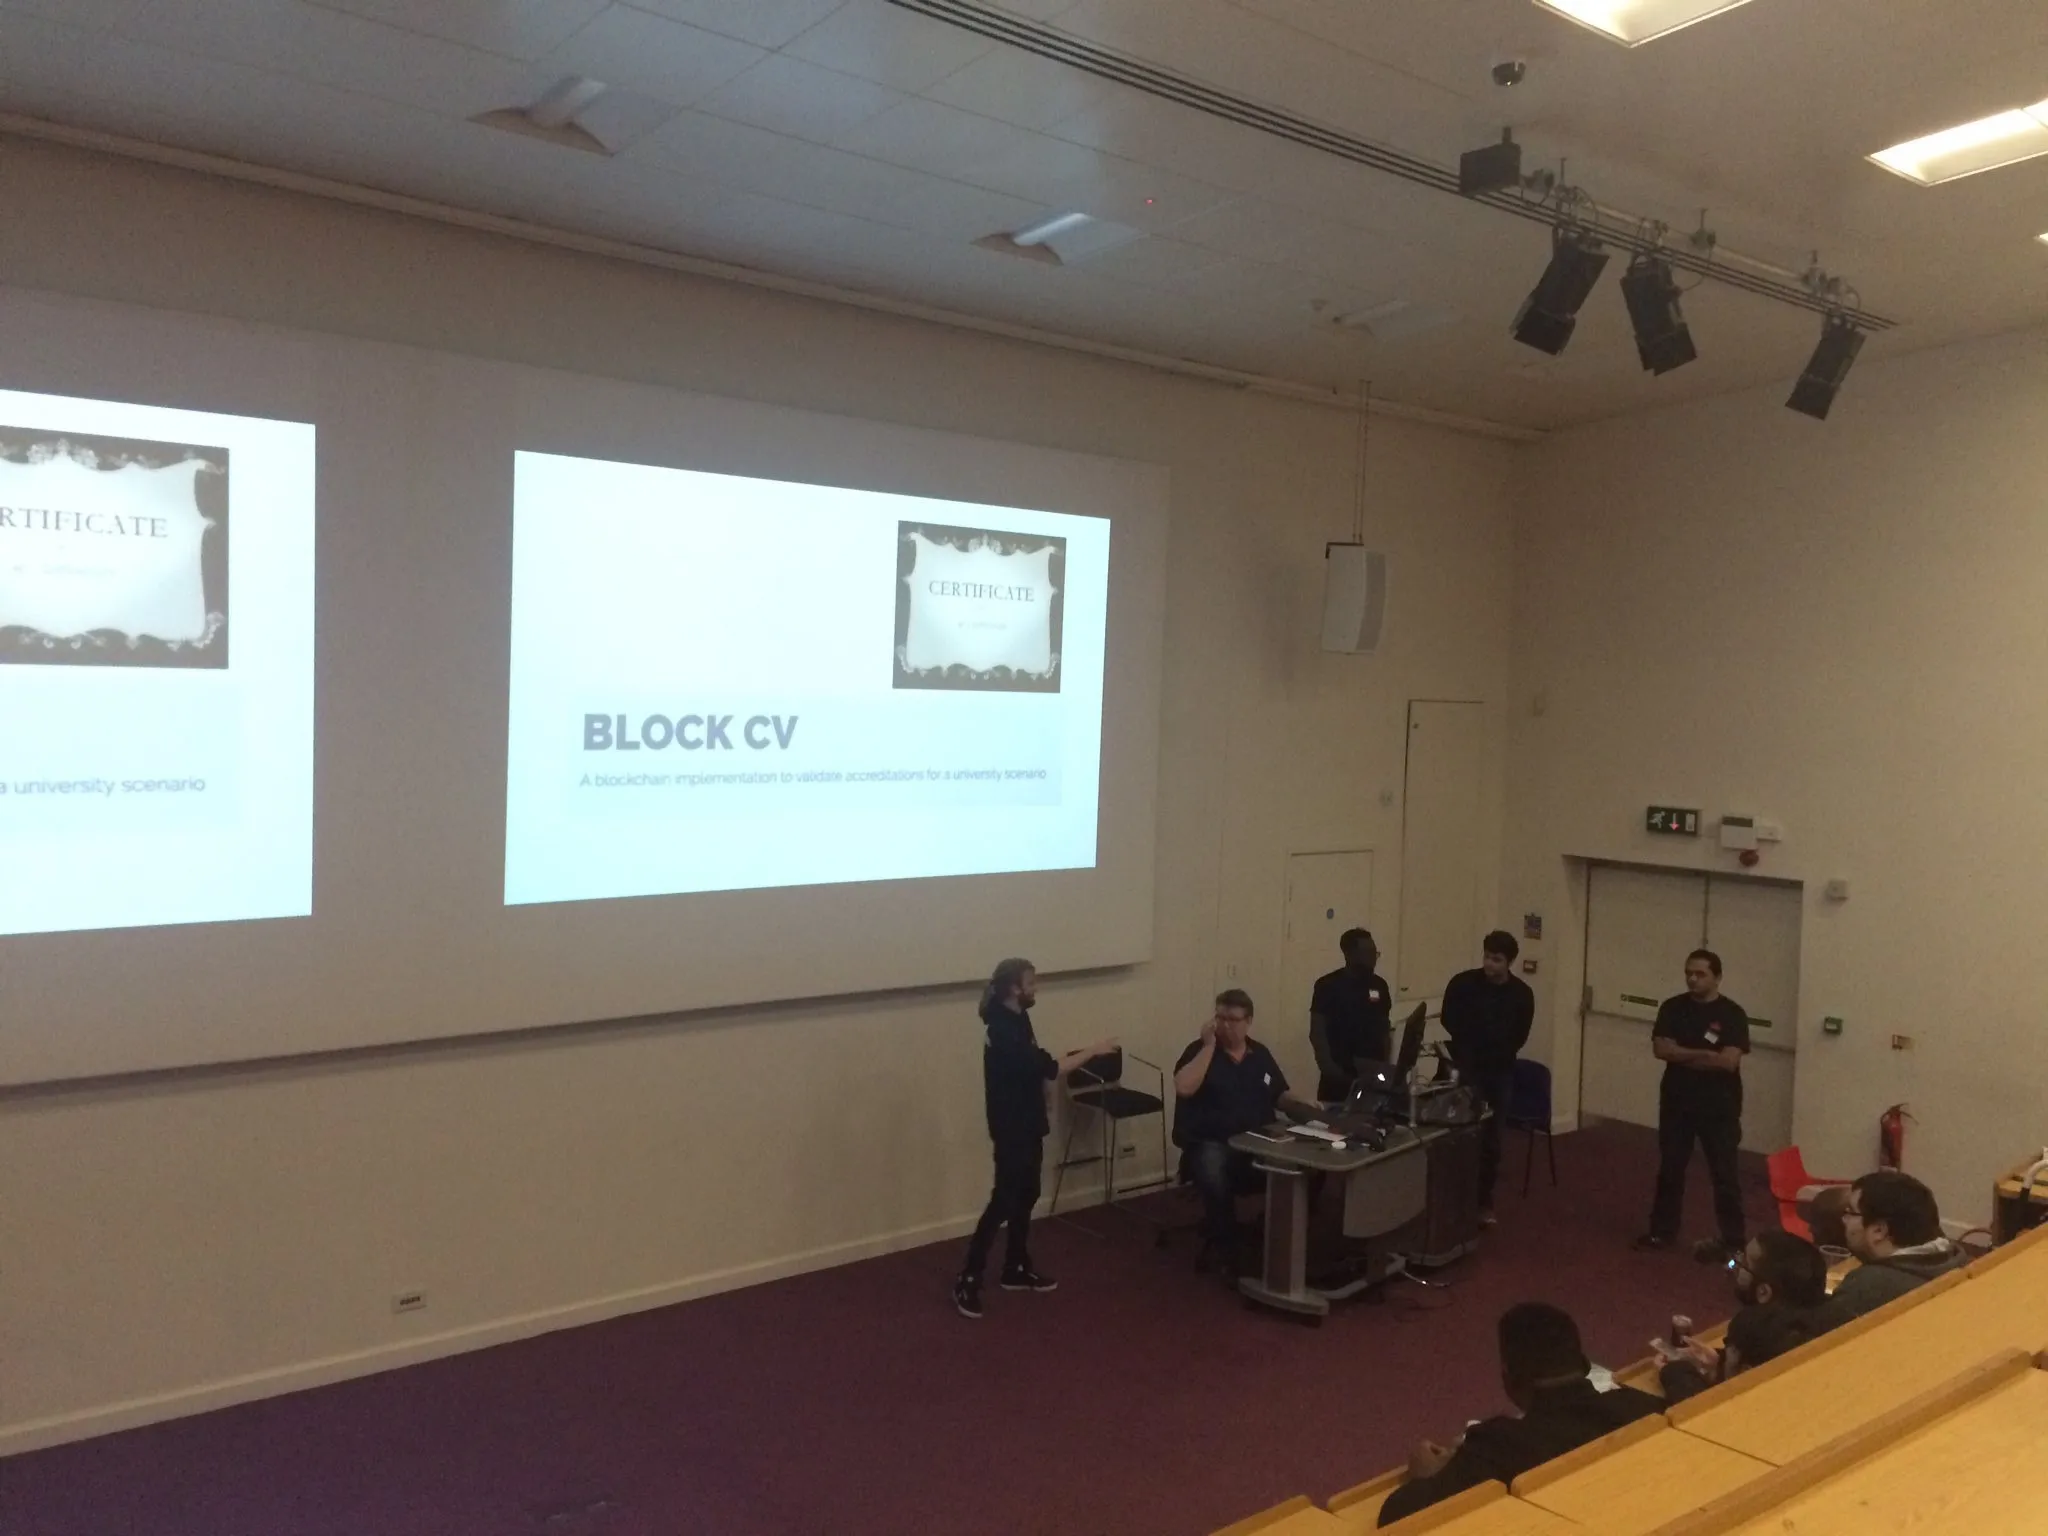 RTIFICATE
a university scenario
CERTIFICATE
BLOCK CV
A blockchain implementation to validate accreditations for a university scenario